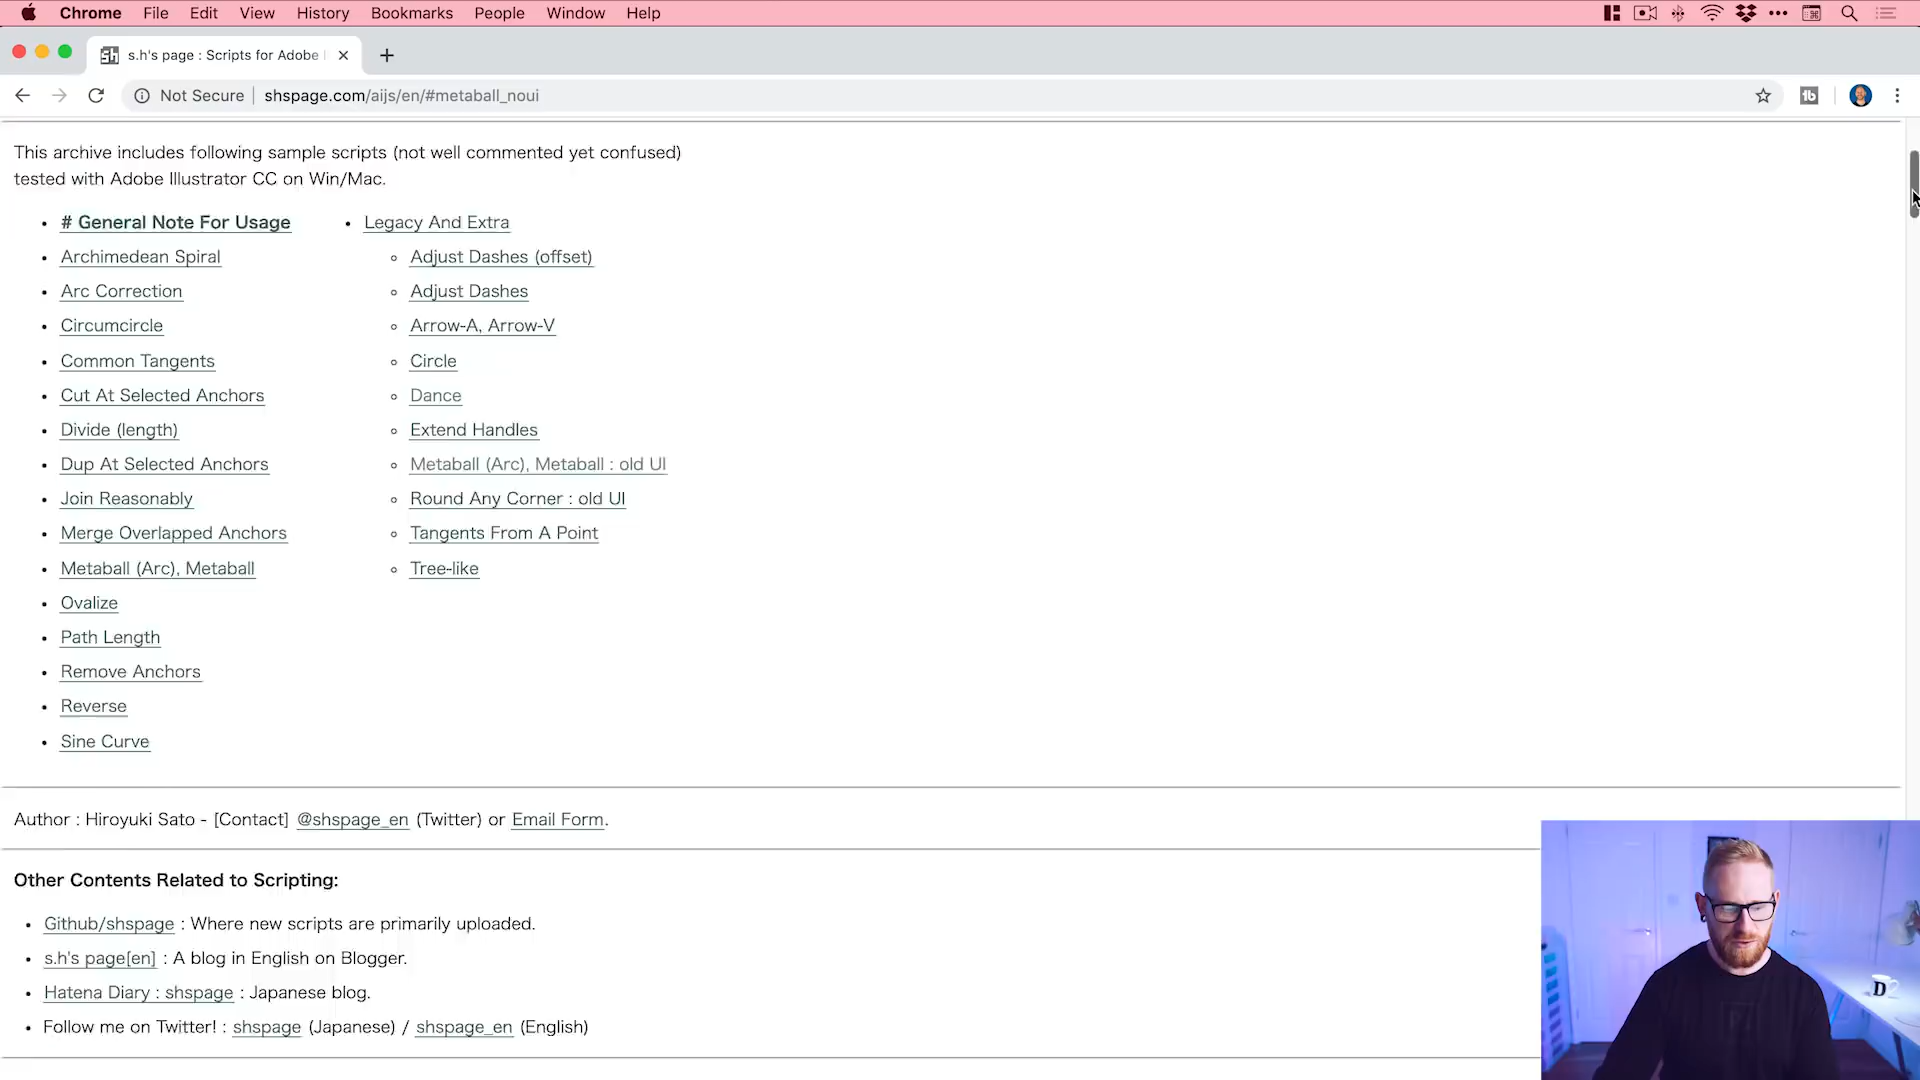 Chrome File Edit View History Bookmarks People Window Help
s.h's page : Scripts for Adobe
Not Secure shspage.com/aijs/en/#metaball_noui
This archive includes following sample scripts (not well commented yet confused)
tested with Adobe Illustrator CC on Win/Mac.
# General Note For Usage
Archimedean Spiral
Arc Correction
Circumcircle
Common Tangents
Cut At Selected Anchors
Divide (length)
Dup At Selected Anchors
Join Reasonably
Merge Overlapped Anchors
Metaball (Arc), Metaball
Ovalize
Path Length
Remove Anchors
Reverse
Sine Curve
Legacy And Extra
Adjust Dashes (offset)
Adjust Dashes
Arrow-A, Arrow-V
Circle
Dance
Extend Handles
Metaball (Arc), Metaball : old UI
Round Any Corner : old UI
Tangents From A Point
Tree-like
Author : Hiroyuki Sato - [Contact] @shspage_en (Twitter) or Email Form.
Other Contents Related to Scripting:
Github/shspage : Where new scripts are primarily uploaded.
s.h's page[en] : A blog in English on Blogger.
Hatena Diary : shspage : Japanese blog.
Follow me on Twitter! : shspage (Japanese) / shspage_en (English)
D